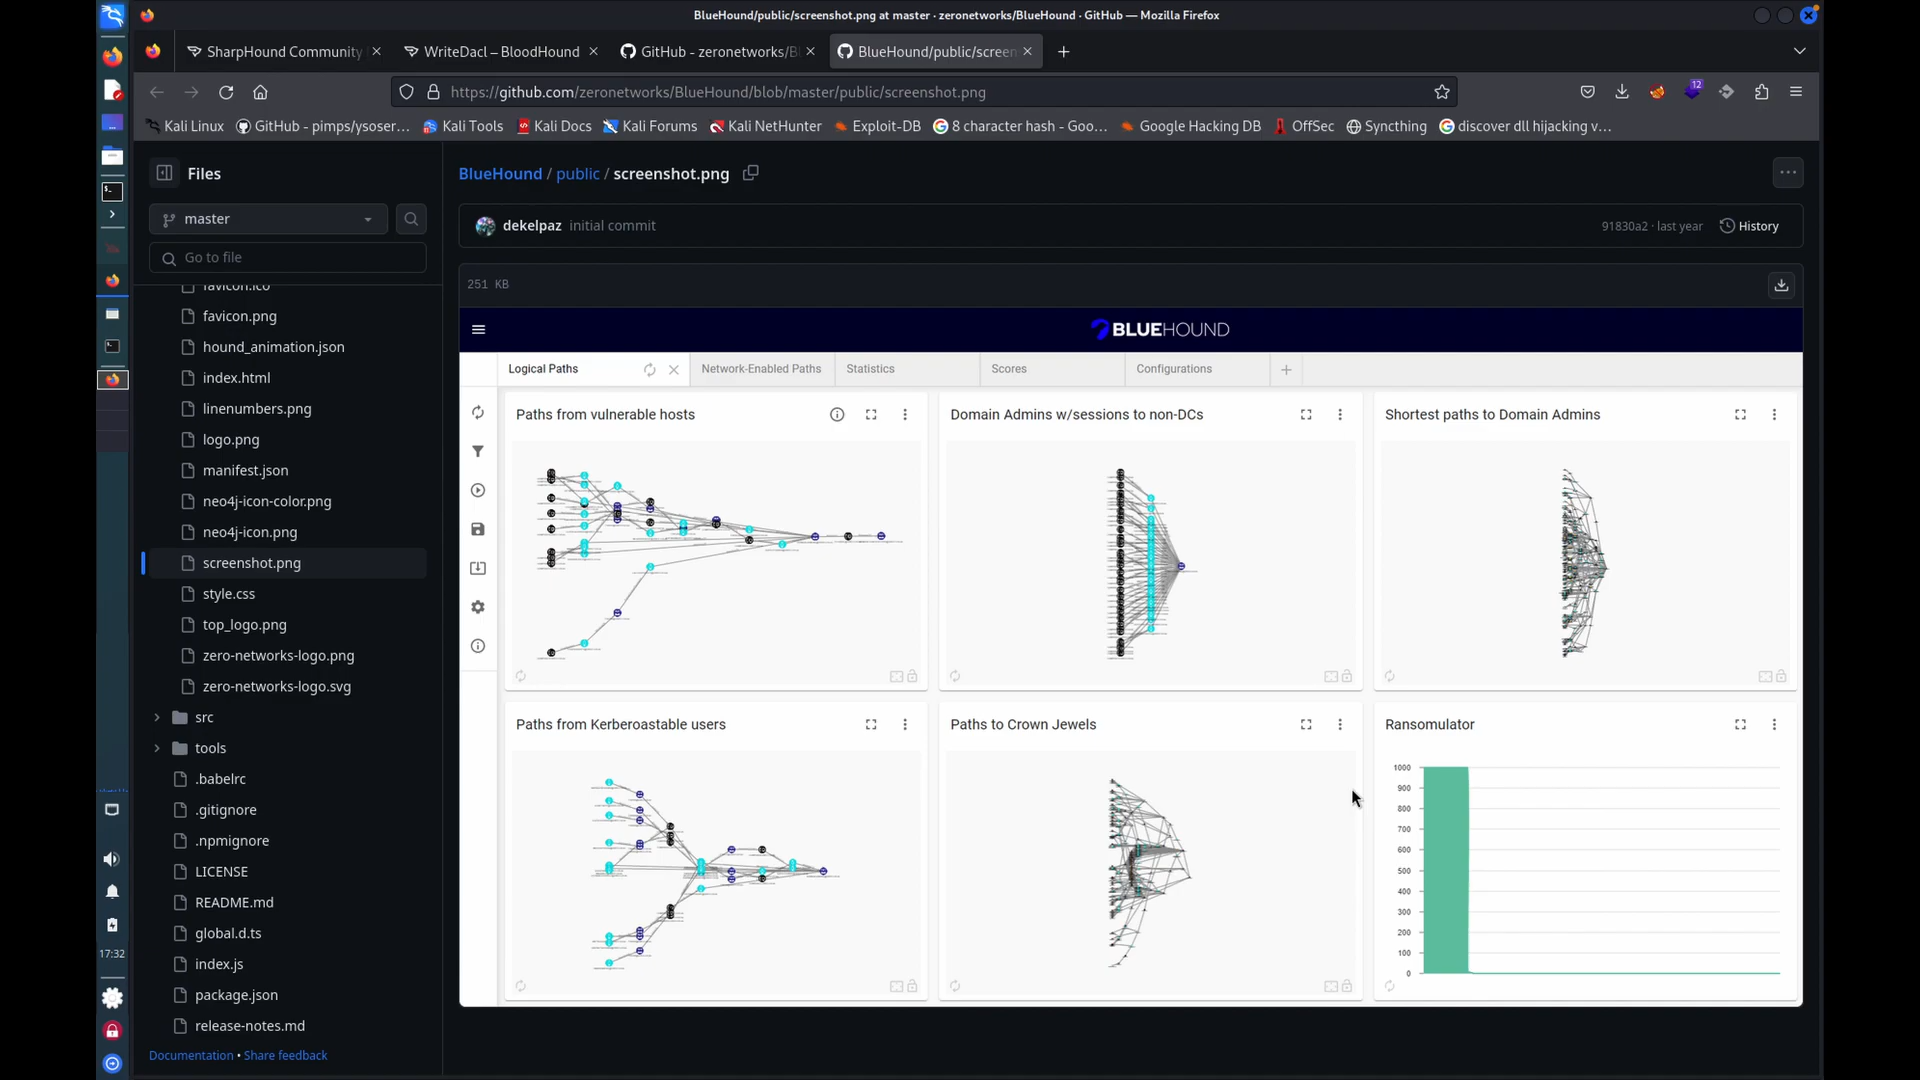 BlueHound/public/screenshot.png at master · zeronetworks/BlueHound · GitHub — Mozilla Firefox
SharpHound Community
WriteDacl – BloodHound
GitHub - zeronetworks/Bl
BlueHound/public/screen
https://github.com/zeronetworks/BlueHound/blob/master/public/screenshot.png
12
Kali Linux
GitHub - pimps/ysoser…
Kali Tools
Kali Docs
Kali Forums
Kali NetHunter
Exploit-DB
8 character hash - Goo…
Google Hacking DB
OffSec
Syncthing
discover dll hijacking v…
Files
BlueHound / public / screenshot.png
master
dekelpaz initial commit
91830a2 · last year
History
Go to file
251 KB
favicon.ico
favicon.png
hound_animation.json
index.html
linenumbers.png
logo.png
manifest.json
neo4j-icon-color.png
neo4j-icon.png
screenshot.png
style.css
top_logo.png
zero-networks-logo.png
zero-networks-logo.svg
src
tools
.babelrc
.gitignore
.npmignore
LICENSE
README.md
global.d.ts
index.js
package.json
release-notes.md
Documentation • Share feedback
BLUEHOUND
Logical Paths
Network-Enabled Paths
Statistics
Scores
Configurations
Paths from vulnerable hosts
Domain Admins w/sessions to non-DCs
Shortest paths to Domain Admins
Paths from Kerberoastable users
Paths to Crown Jewels
Ransomulator
1000
900
800
700
600
500
400
300
200
100
0
17:32